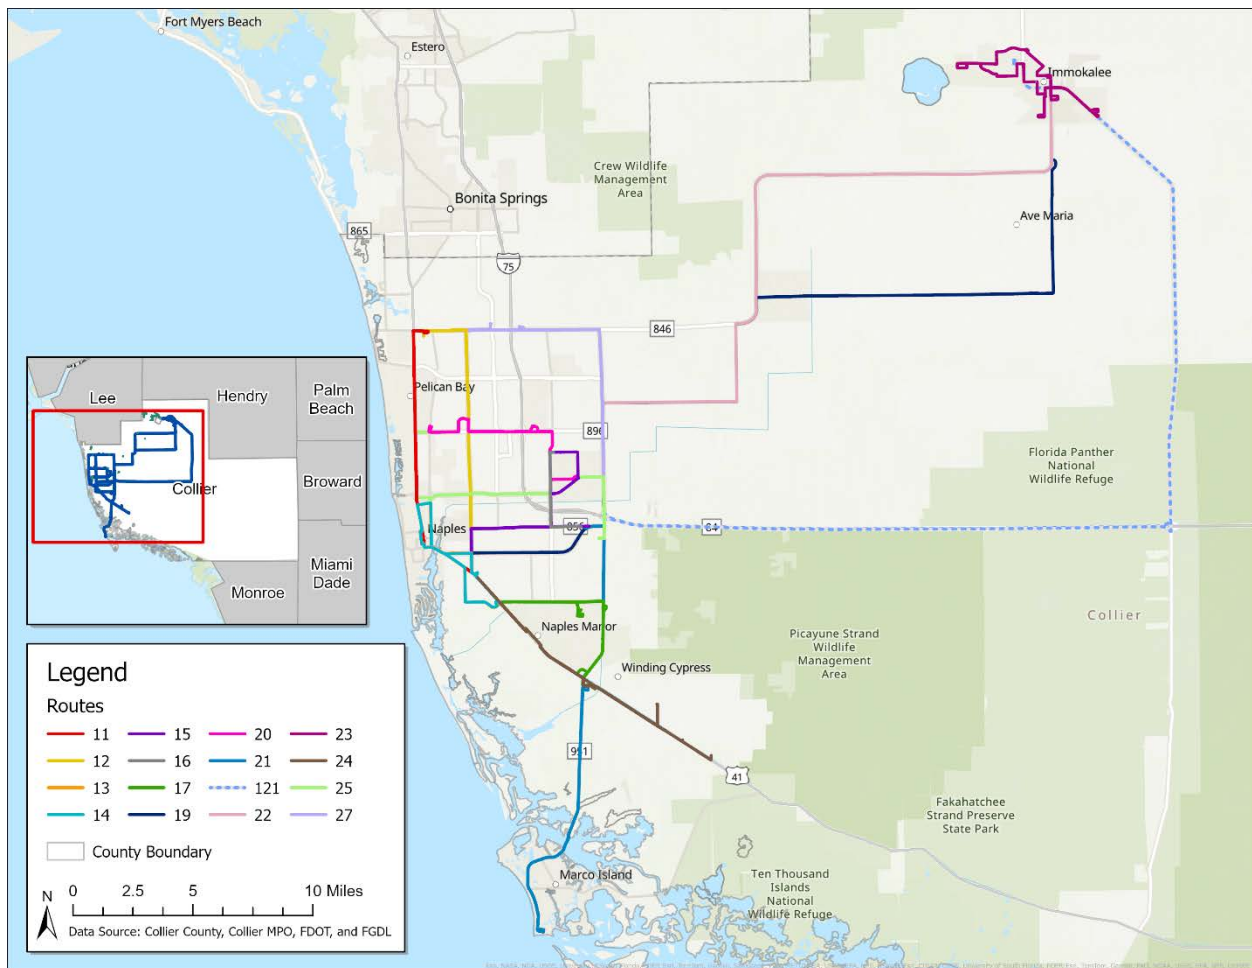 Fort Myers Beach
Estero
Immokalee
Crew Wildlife
Management
Area
Bonita Springs
Ave Maria
865
75
846
Pelican Bay
896
Florida Panther
National
Wildlife Refuge
Naples
856
84
Collier
Naples Manor
Picayune Strand
Wildlife
Management
Area
Winding Cypress
951
41
Fakahatchee
Strand Preserve
State Park
Marco Island
Ten Thousand
Islands
National
Wildlife Refuge
Lee
Hendry
Palm
Beach
Collier
Broward
Miami
Dade
Monroe
Legend
Routes
11 15 20 23
12 16 21 24
13 17 121 25
14 19 22 27
County Boundary
N 0 2.5 5 10 Miles
Data Source: Collier County, Collier MPO, FDOT, and FGDL